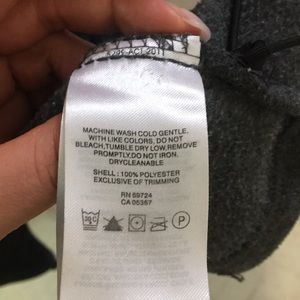 MACHINE WASH COLD GENTLE,
WITH LIKE COLORS, DO NOT
BLEACH,TUMBLE DRY LOW,REMOVE
PROMPTLY.DO NOT IRON.
DRYCLEANABLE
SHELL : 100% POLYESTER
EXCLUSIVE OF TRIMMING
RN 69724
CA 05367
P